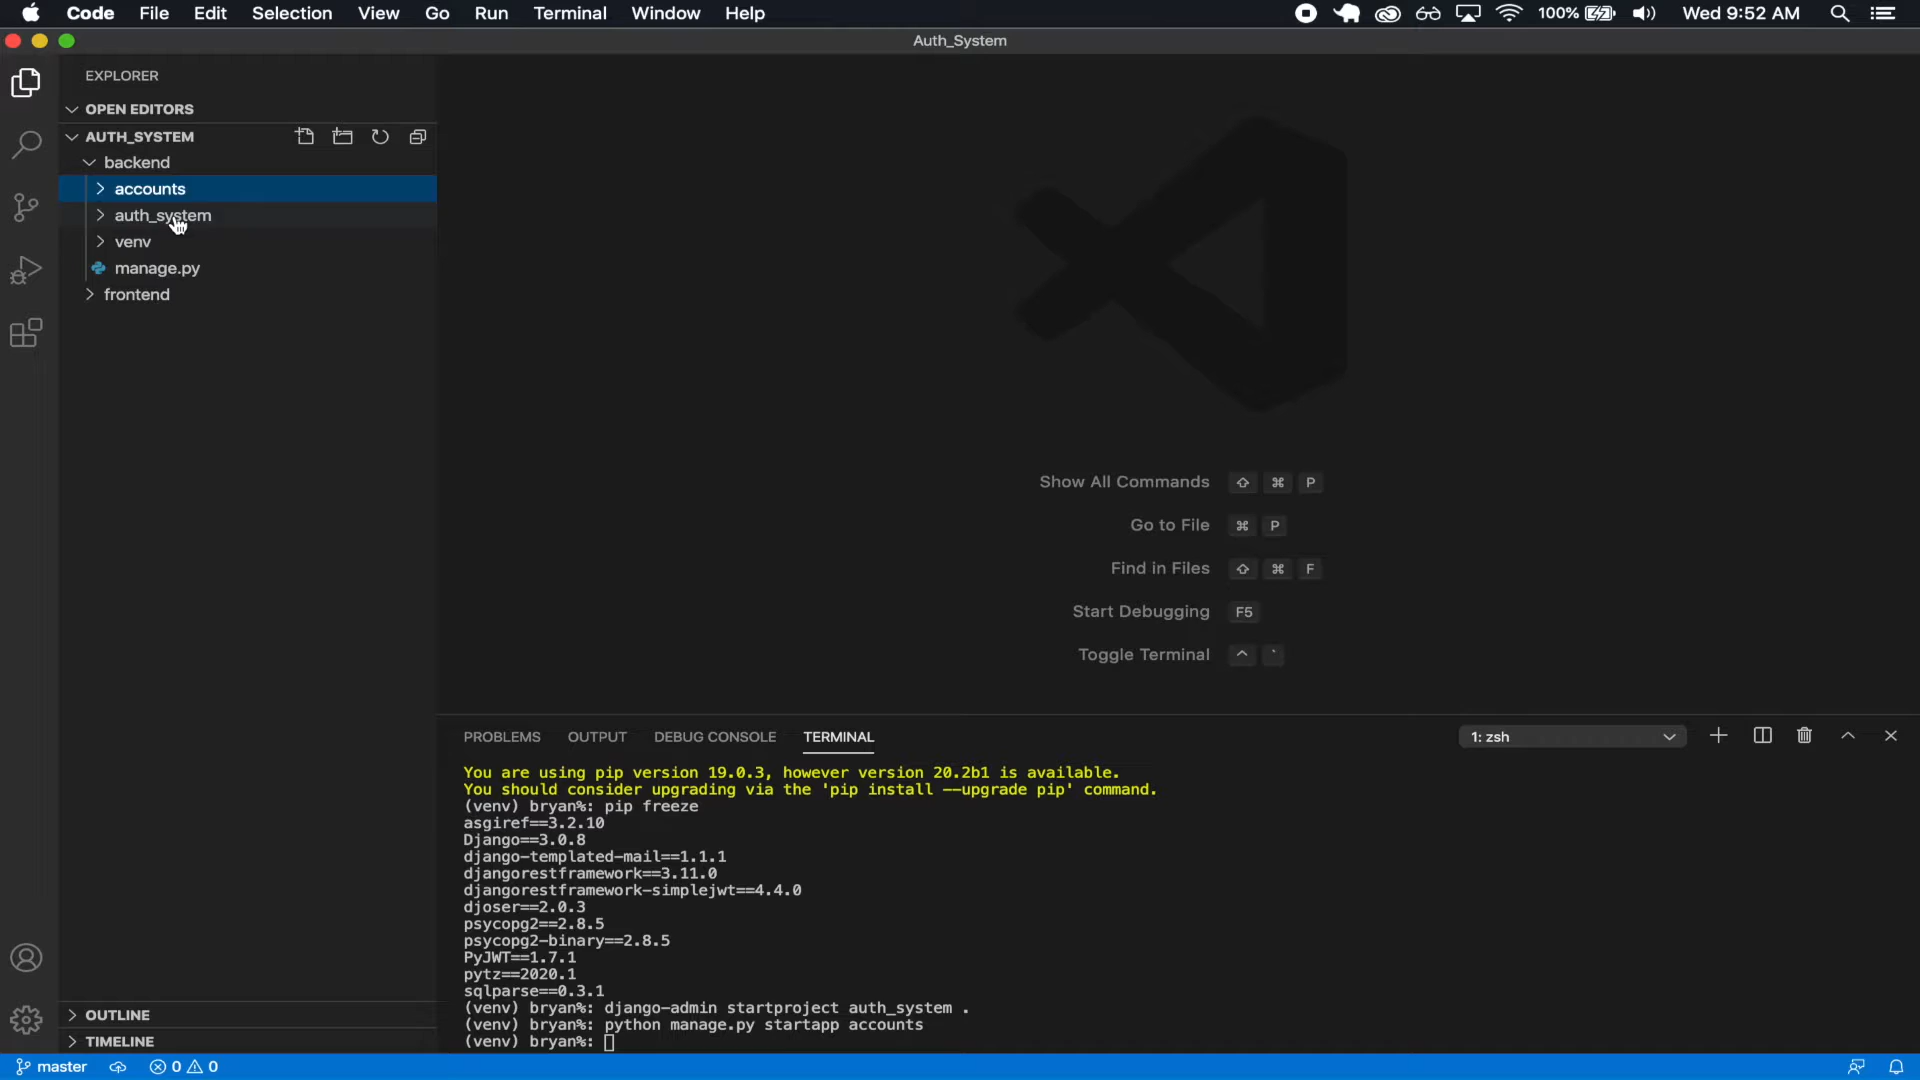 Code File Edit Selection View Go Run Terminal Window Help 100% Wed 9:52 AM
Auth_System
EXPLORER
OPEN EDITORS
AUTH_SYSTEM
backend
accounts
auth_system
venv
manage.py
frontend
Show All Commands ⇧ ⌘ P
Go to File ⌘ P
Find in Files ⇧ ⌘ F
Start Debugging F5
Toggle Terminal ^ `
PROBLEMS OUTPUT DEBUG CONSOLE TERMINAL 1: zsh
You are using pip version 19.0.3, however version 20.2b1 is available.
You should consider upgrading via the 'pip install --upgrade pip' command.
(venv) bryan%: pip freeze
asgiref==3.2.10
Django==3.0.8
django-templated-mail==1.1.1
djangorestframework==3.11.0
djangorestframework-simplejwt==4.4.0
djoser==2.0.3
psycopg2==2.8.5
psycopg2-binary==2.8.5
PyJWT==1.7.1
pytz==2020.1
sqlparse==0.3.1
(venv) bryan%: django-admin startproject auth_system .
(venv) bryan%: python manage.py startapp accounts
(venv) bryan%:
OUTLINE
TIMELINE
master 0 0